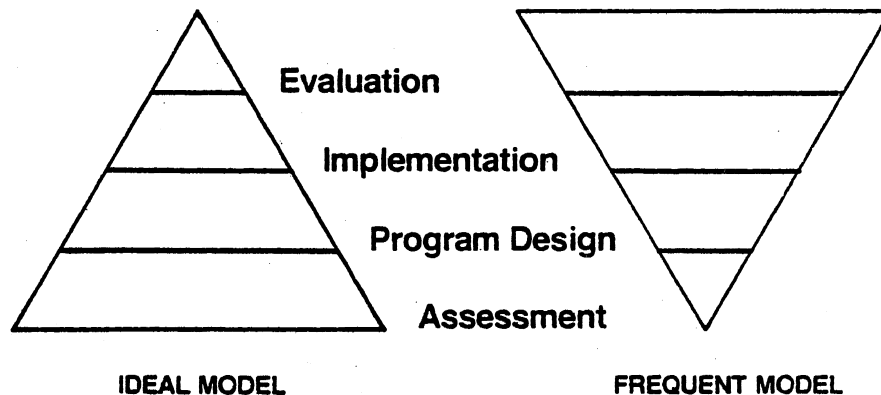 Evaluation
Implementation
Program Design
Assessment
IDEAL MODEL
FREQUENT MODEL